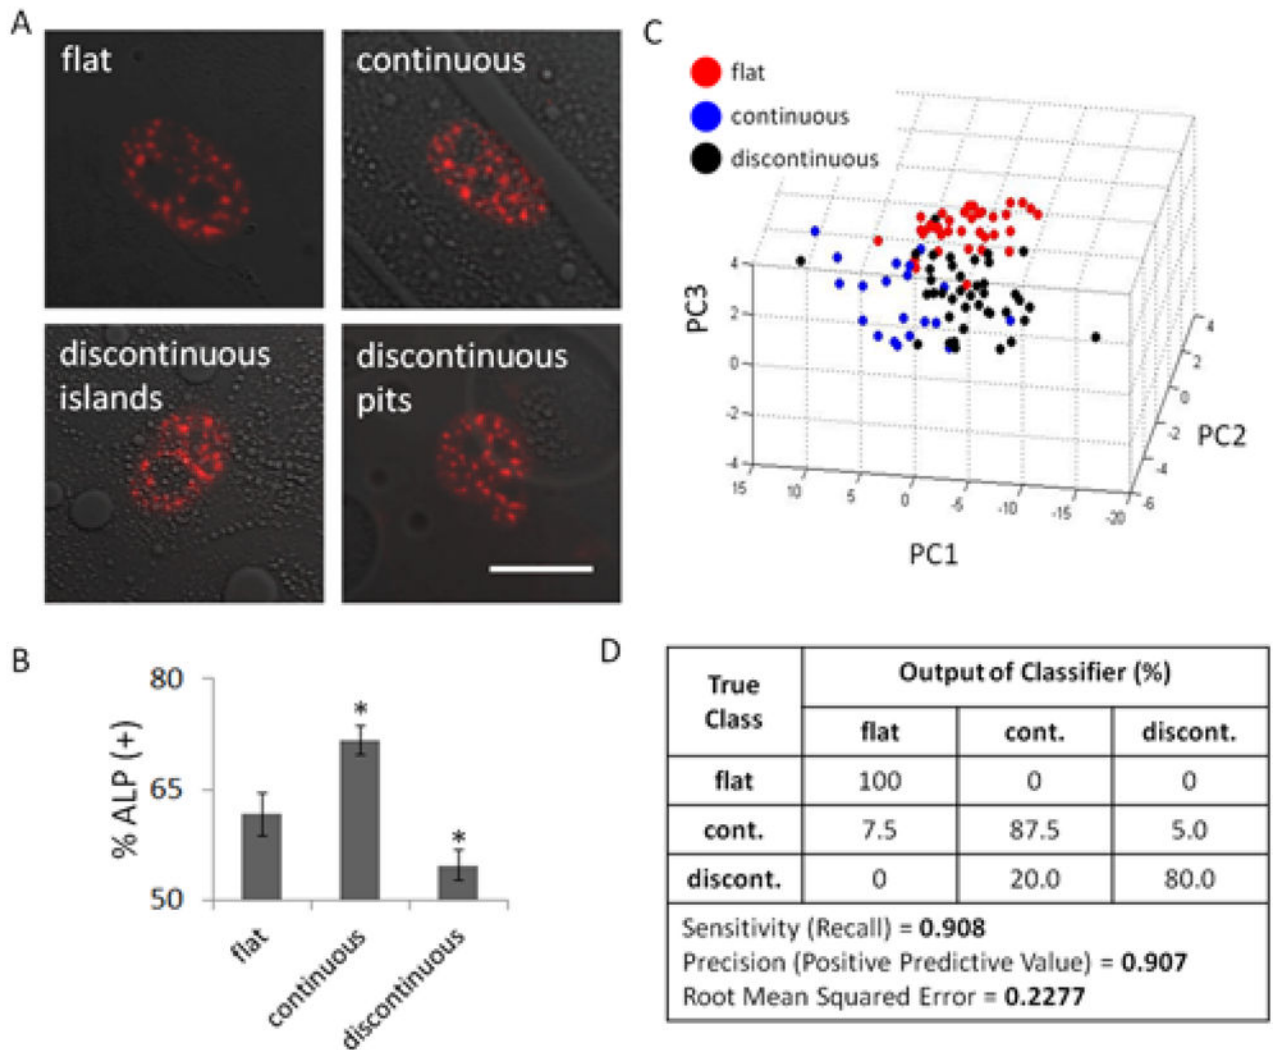 A
flat
continuous
discontinuous
islands
discontinuous
pits
C
flat
continuous
discontinuous
PC3
4
2
0
-2
-4
15
10
5
0
-5
-10
-15
-20
PC1
4
2
0
-2
-4
-6
PC2
B
% ALP (+)
80
65
50
*
*
flat
continuous
discontinuous
D
True
Class
Output of Classifier (%)
flat cont. discont.
flat 100 0 0
cont. 7.5 87.5 5.0
discont. 0 20.0 80.0
Sensitivity (Recall) = 0.908
Precision (Positive Predictive Value) = 0.907
Root Mean Squared Error = 0.2277